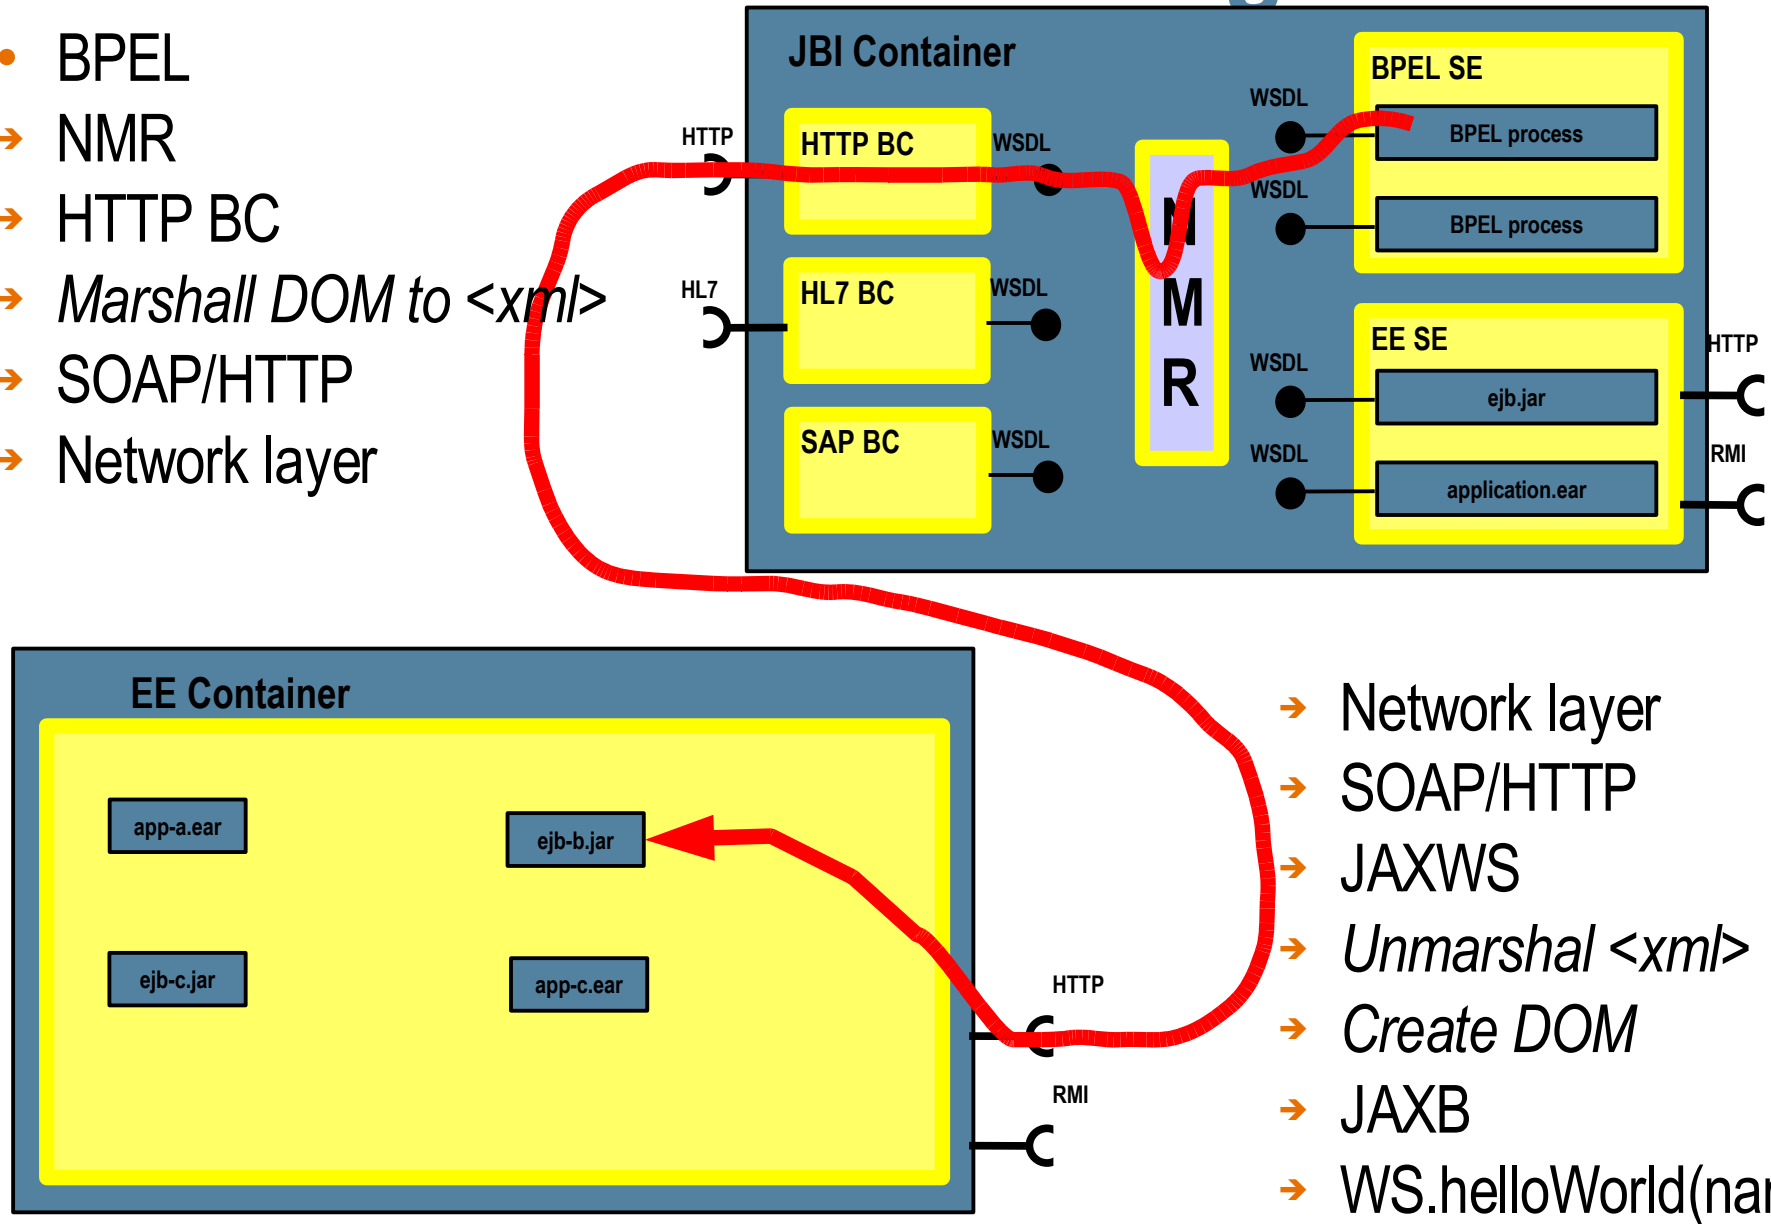 BPEL
NMR
HTTP BC
Marshall DOM to <xml>
SOAP/HTTP
Network layer
JBI Container
HTTP
HTTP BC
WSDL
HL7
HL7 BC
WSDL
SAP BC
WSDL
N
M
R
BPEL SE
WSDL
BPEL process
WSDL
BPEL process
EE SE
WSDL
ejb.jar
HTTP
WSDL
application.ear
RMI
EE Container
app-a.ear
ejb-b.jar
ejb-c.jar
app-c.ear
HTTP
RMI
Network layer
SOAP/HTTP
JAXWS
Unmarshal <xml>
Create DOM
JAXB